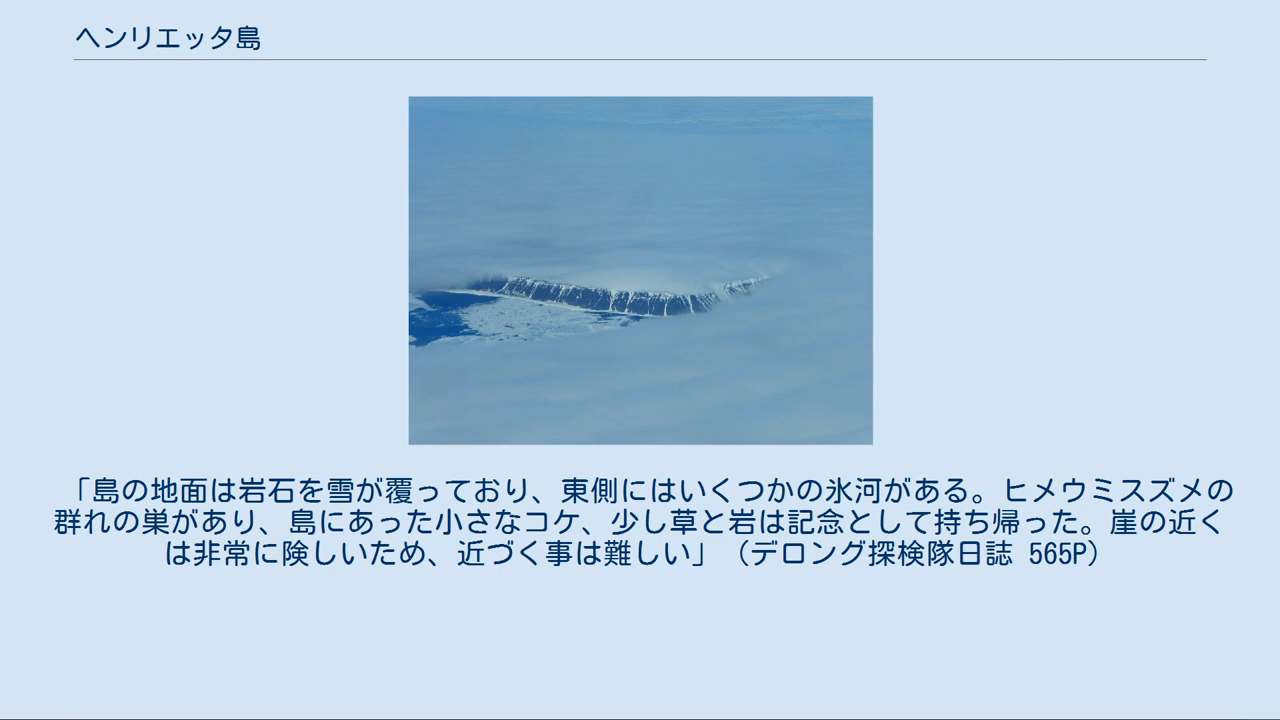 ヘンリエッタ島
「島の地面は岩石を雪が覆っており、東側にはいくつかの氷河がある。ヒメウミスズメの
群れの巣があり、島にあった小さなコケ、少し草と岩は記念として持ち帰った。崖の近く
は非常に険しいため、近づく事は難しい」（デロング探検隊日誌 565P）